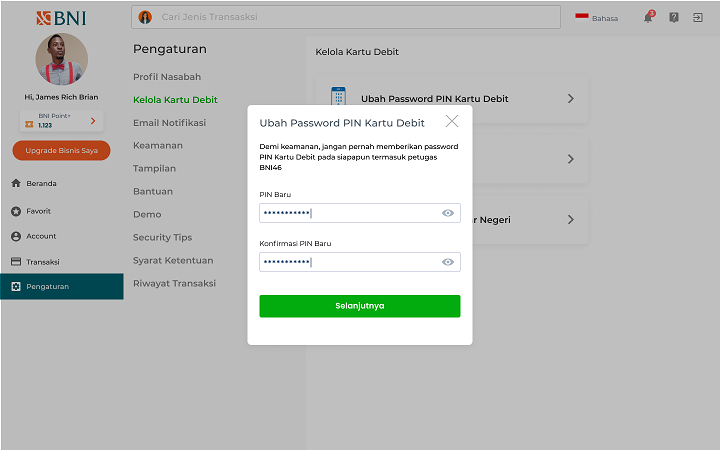 BNI
Cari Jenis Transaksi
Bahasa
3
Hi, James Rich Brian
BNI Point+
1.123
Upgrade Bisnis Saya
Beranda
Favorit
Account
Transaksi
Pengaturan
Pengaturan
Profil Nasabah
Kelola Kartu Debit
Email Notifikasi
Keamanan
Tampilan
Bantuan
Demo
Security Tips
Syarat Ketentuan
Riwayat Transaksi
Kelola Kartu Debit
Ubah Password PIN Kartu Debit
ar Negeri
Ubah Password PIN Kartu Debit
Demi keamanan, jangan pernah memberikan password
PIN Kartu Debit pada siapapun termasuk petugas
BNI46
PIN Baru
***********
Konfirmasi PIN Baru
***********
Selanjutnya